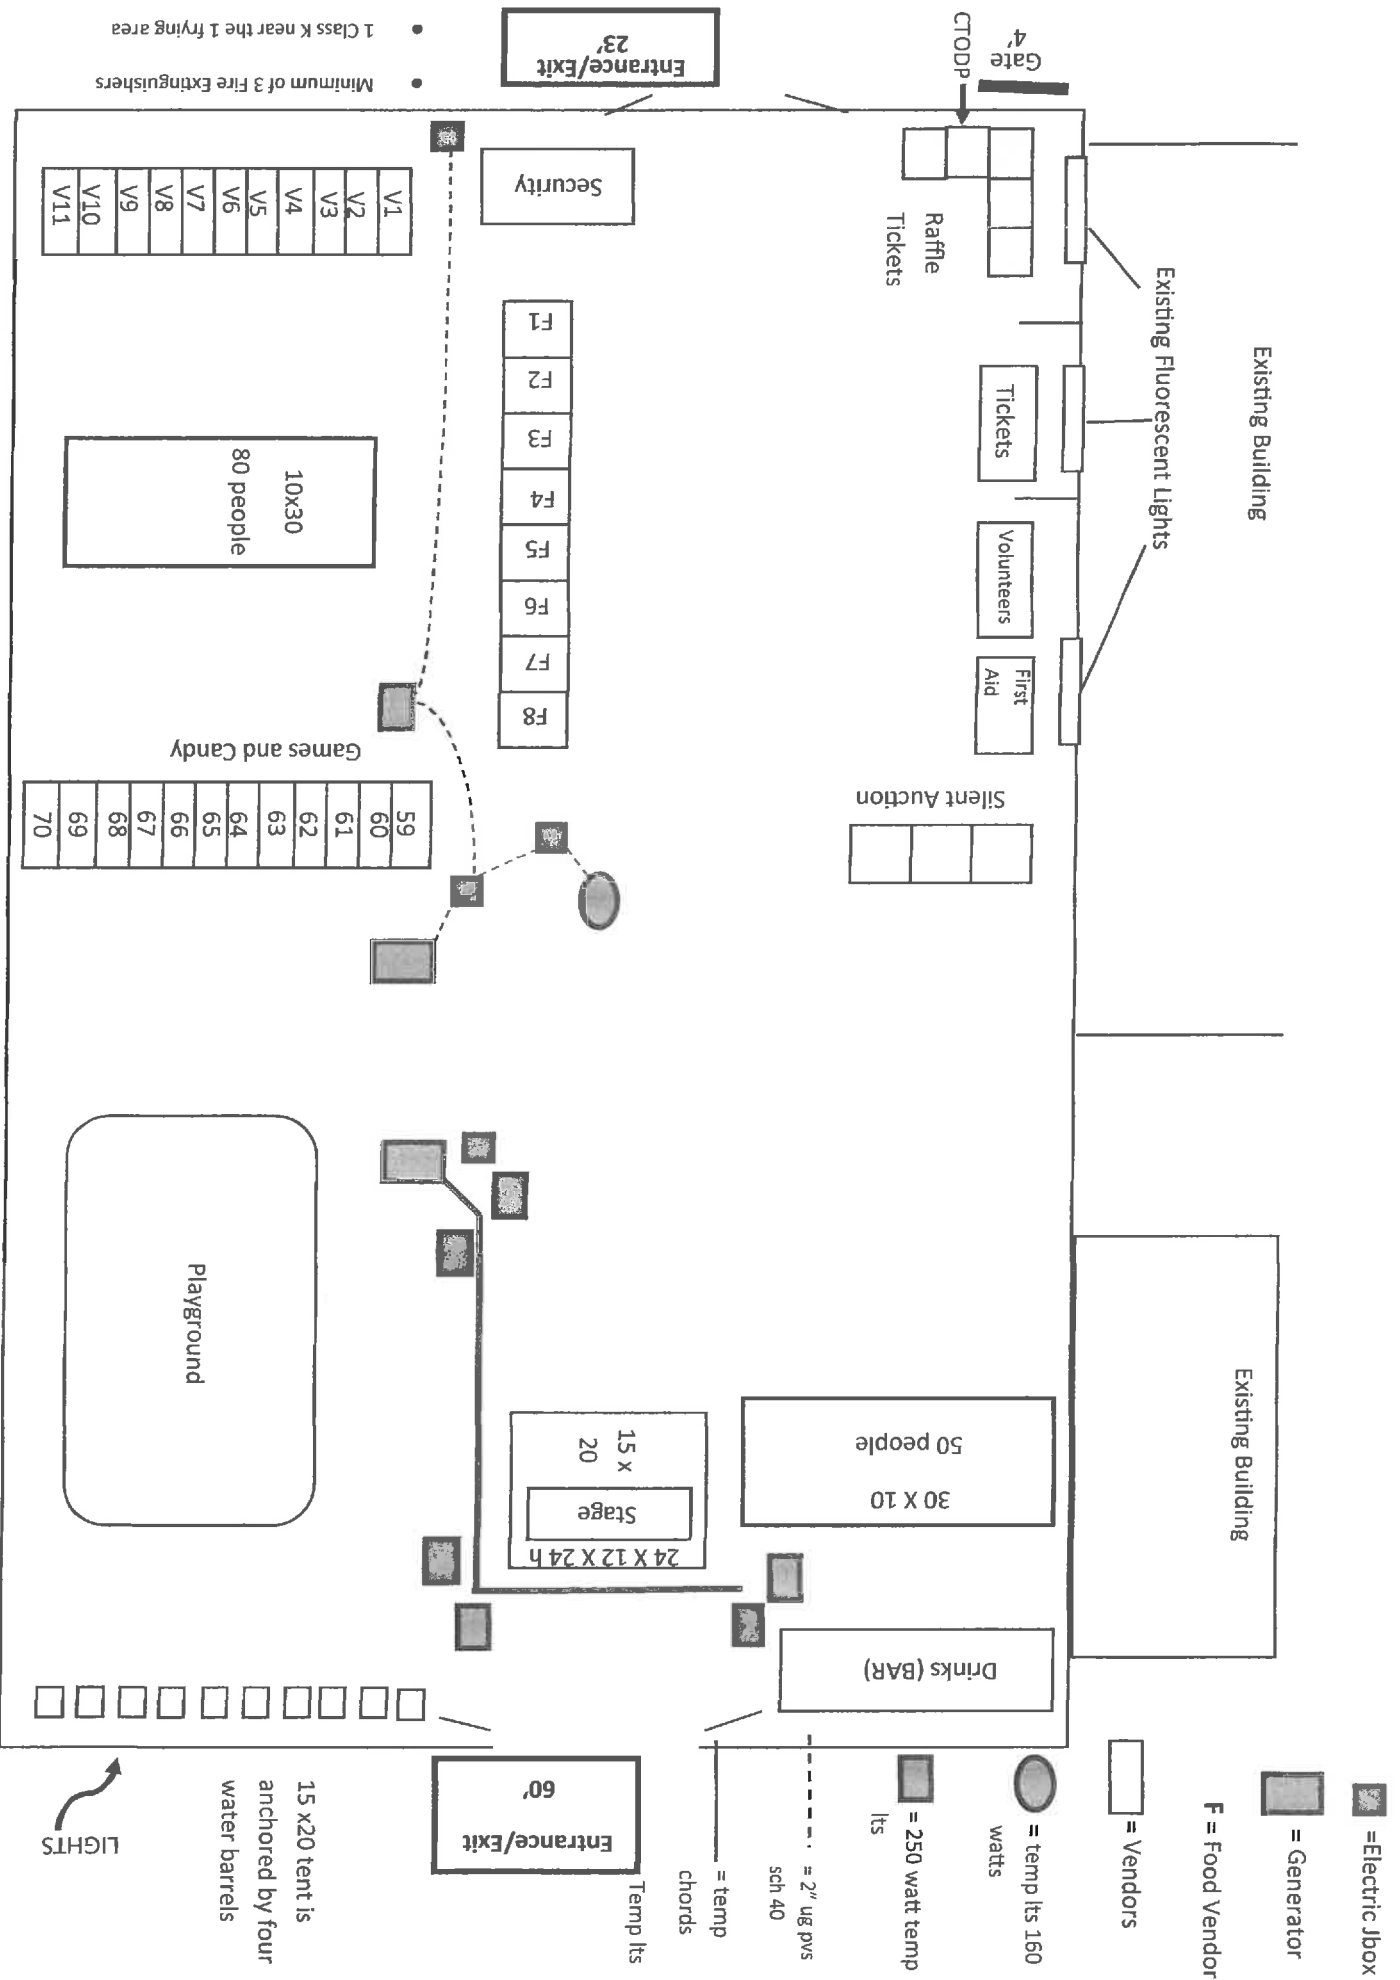 Minimum of 3 Fire Extinguishers
1 Class K near the 1 frying area
Entrance/Exit
23'
CTODP
Gate
4'
V1
V2
V3
V4
V5
V6
V7
V8
V9
V10
V11
Security
Raffle
Tickets
Existing Fluorescent Lights
Existing Building
F1
F2
F3
F4
F5
F6
F7
F8
Tickets
Volunteers
First
Aid
10x30
80 people
Games and Candy
59
60
61
62
63
64
65
66
67
68
69
70
Silent Auction
Playground
15 x
20
Stage
24 X 12 X 24 h
30 X 10
50 people
Existing Building
Drinks (BAR)
Entrance/Exit
60'
LIGHTS
15 x20 tent is
anchored by four
water barrels
Temp lts
= temp
chords
= 2" ug pvs
sch 40
= 250 watt temp
lts
= temp lts 160
watts
= Vendors
F = Food Vendor
= Generator
=Electric Jbox